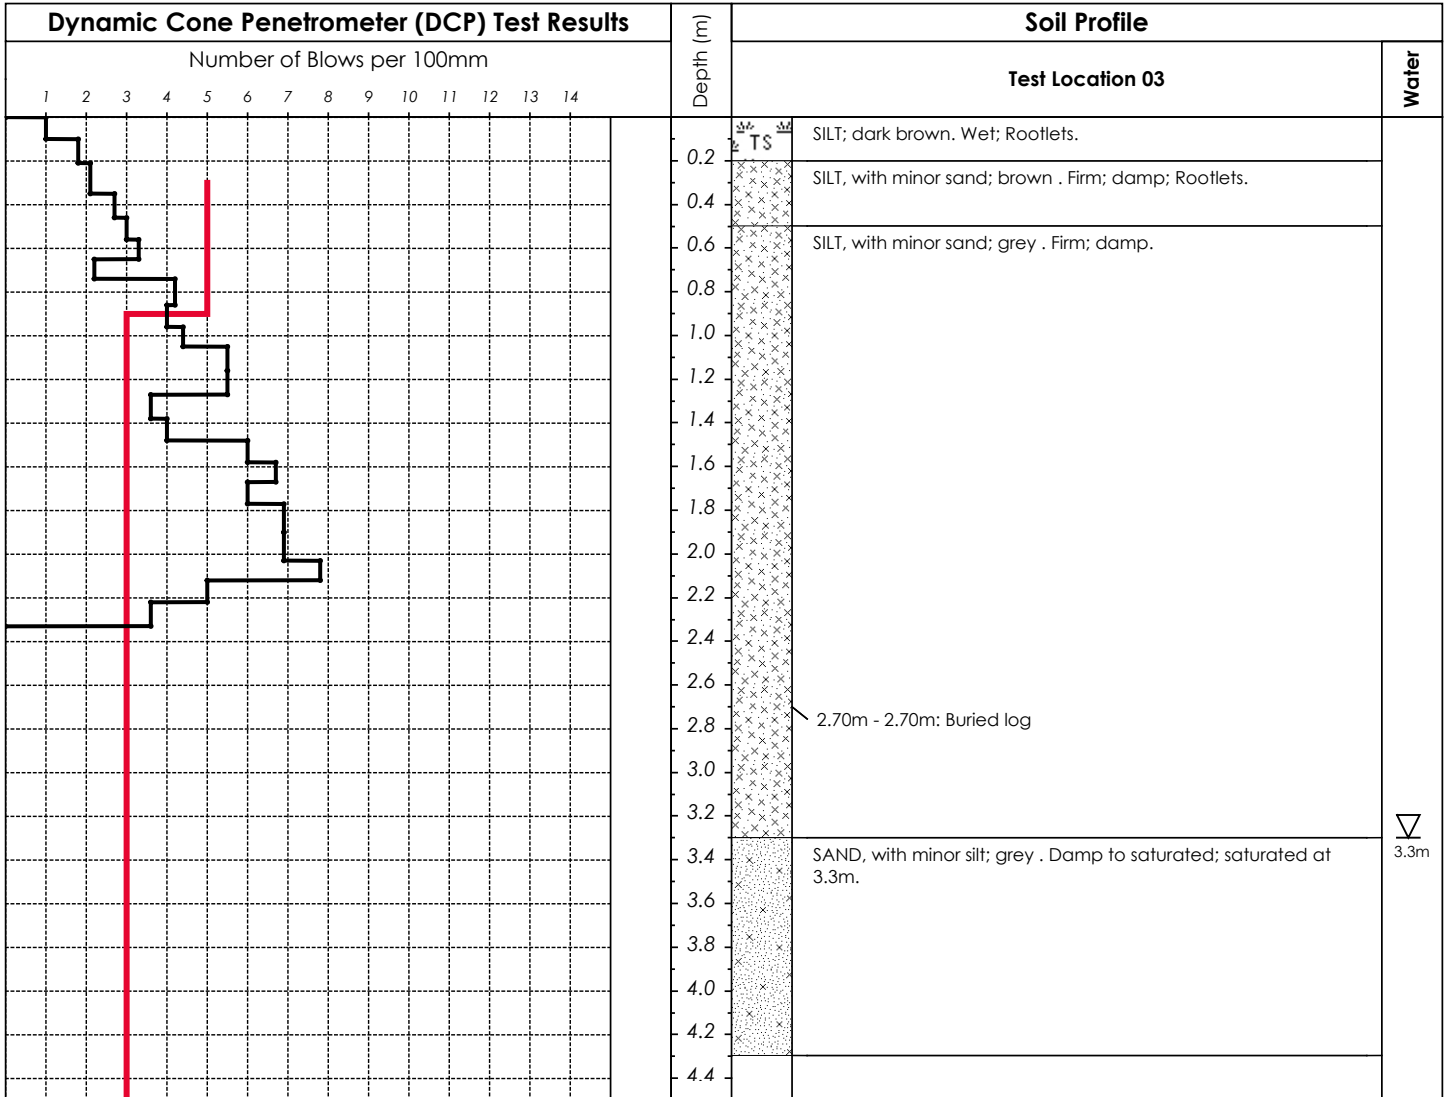 Dynamic Cone Penetrometer (DCP) Test Results
Number of Blows per 100mm
1 2 3 4 5 6 7 8 9 10 11 12 13 14
Depth (m)
Soil Profile
Test Location 03
Water
TS
SILT; dark brown. Wet; Rootlets.
0.2
SILT, with minor sand; brown . Firm; damp; Rootlets.
0.4
0.6
SILT, with minor sand; grey . Firm; damp.
0.8
1.0
1.2
1.4
1.6
1.8
2.0
2.2
2.4
2.6
2.70m - 2.70m: Buried log
2.8
3.0
3.2
3.4
SAND, with minor silt; grey . Damp to saturated; saturated at
3.3m.
3.3m
3.6
3.8
4.0
4.2
4.4